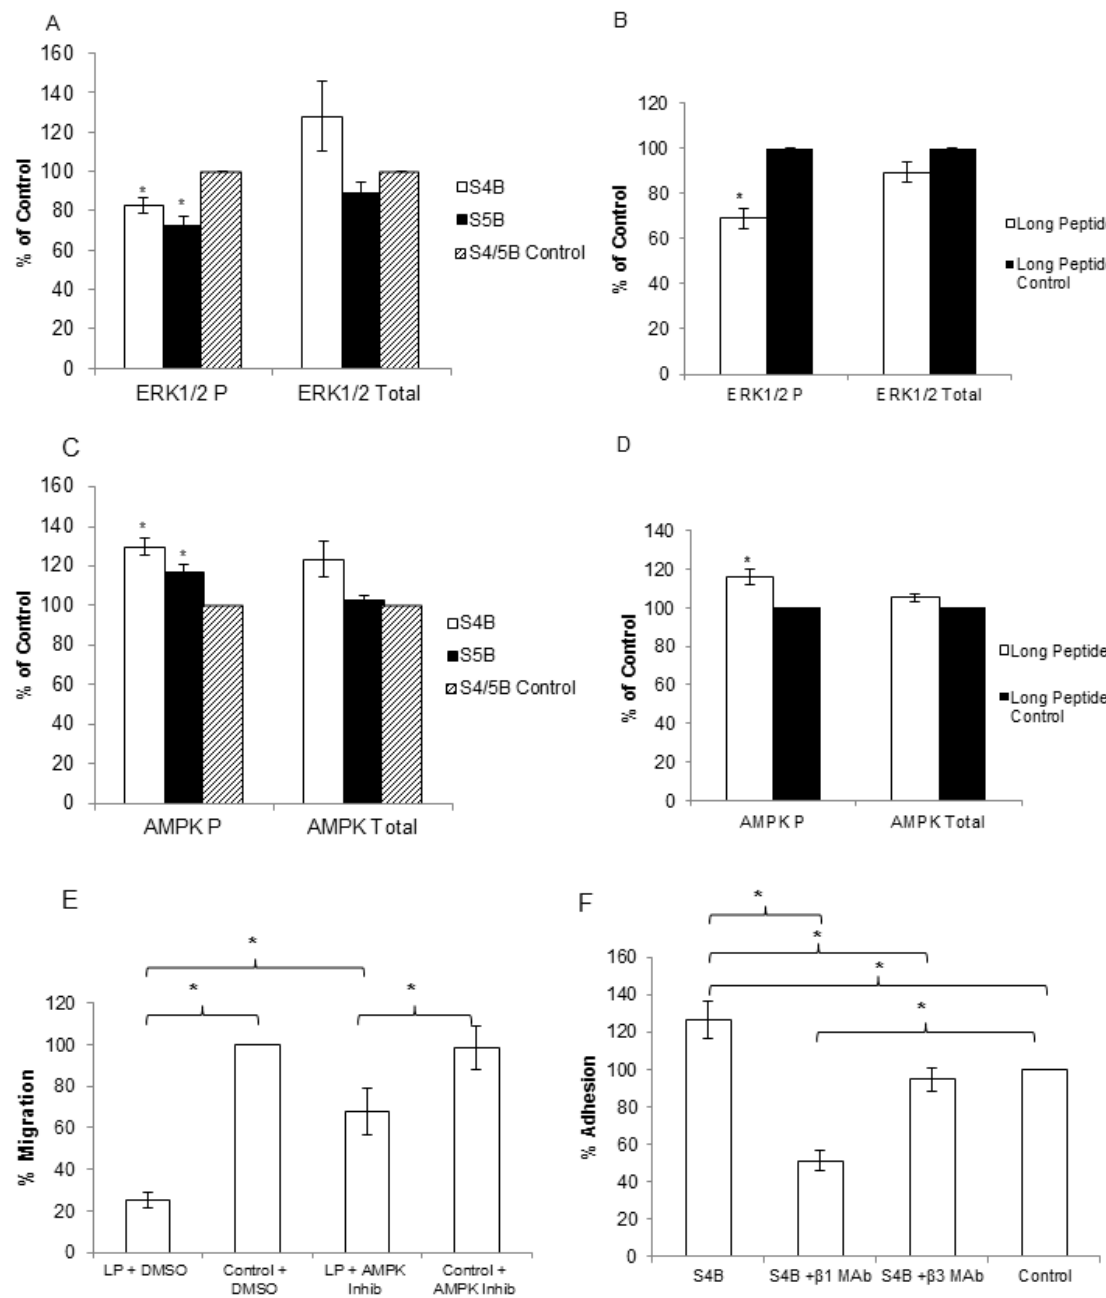 A
160
140
120
100
80
60
40
20
0
% of Control
*
*
ERK1/2 P
ERK1/2 Total
S4B
S5B
S4/5B Control
B
120
100
80
60
40
20
0
% of Control
*
ERK1/2 P
ERK1/2 Total
Long Peptide
Long Peptide
Control
C
160
140
120
100
80
60
40
20
0
% of Control
*
*
AMPK P
AMPK Total
S4B
S5B
S4/5B Control
D
140
120
100
80
60
40
20
0
% of Control
*
AMPK P
AMPK Total
Long Peptide
Long Peptide
Control
E
*
*
*
120
100
80
60
40
20
0
% Migration
LP + DMSO
Control +
DMSO
LP + AMPK
Inhib
Control +
AMPK Inhib
F
*
*
*
*
160
140
120
100
80
60
40
20
0
% Adhesion
S4B
S4B +β1 MAb
S4B +β3 MAb
Control